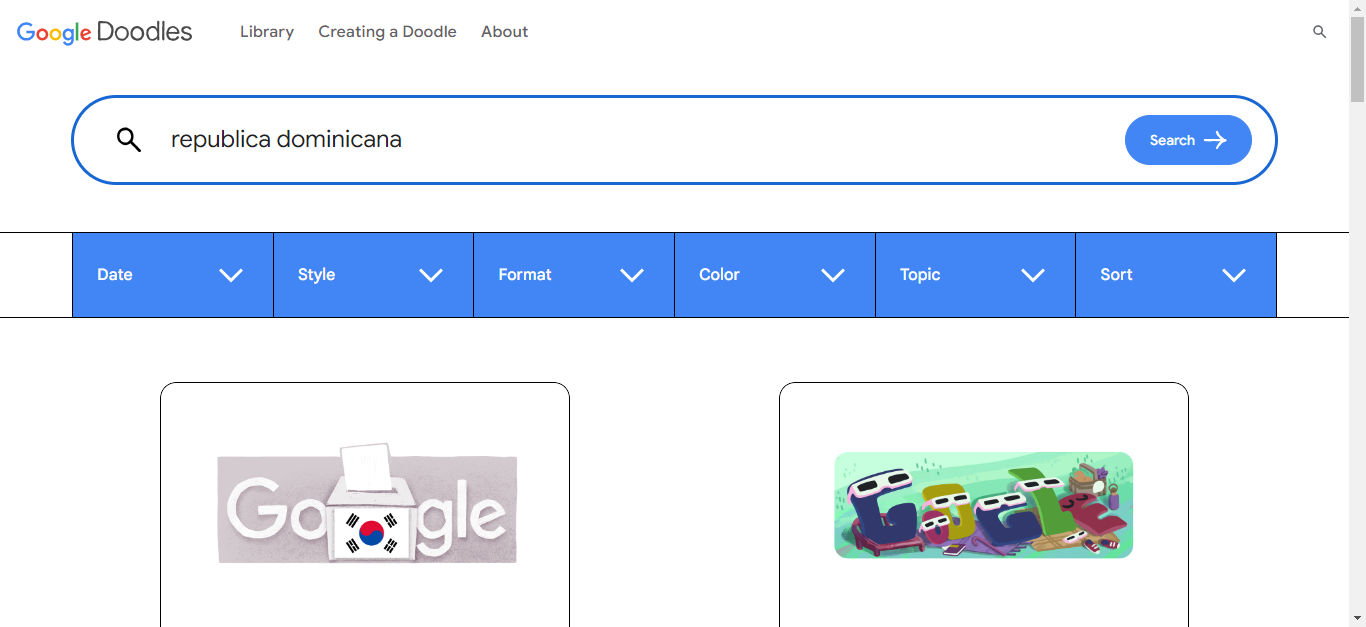 Google Doodles Library Creating a Doodle About
republica dominicana Search
Date Style Format Color Topic Sort
Google
Google